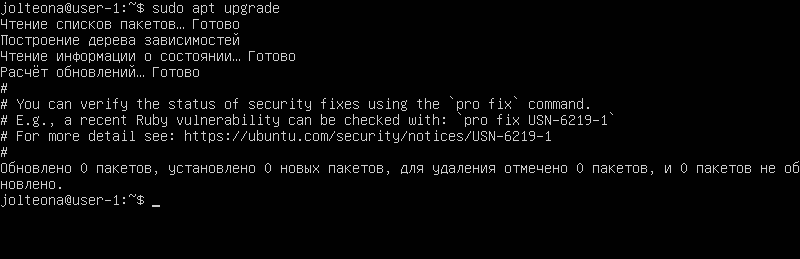 jolteona@user-1:~$ sudo apt upgrade
Чтение списков пакетов… Готово
Построение дерева зависимостей
Чтение информации о состоянии… Готово
Расчёт обновлений… Готово
#
# You can verify the status of security fixes using the `pro fix` command.
# E.g., a recent Ruby vulnerability can be checked with: `pro fix USN-6219-1`
# For more detail see: https://ubuntu.com/security/notices/USN-6219-1
#
Обновлено 0 пакетов, установлено 0 новых пакетов, для удаления отмечено 0 пакетов, и 0 пакетов не об
новлено.
jolteona@user-1:~$ _